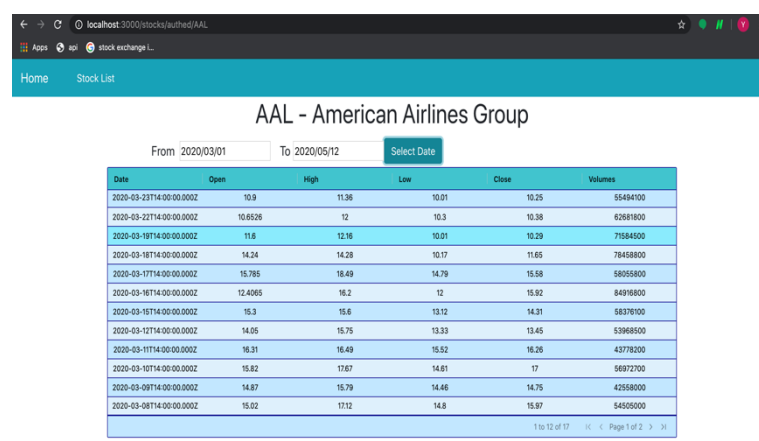 localhost:3000/stocks/authed/AAL
Apps api stock exchange i...
Home Stock List
AAL - American Airlines Group
From 2020/03/01 To 2020/05/12 Select Date
Date Open High Low Close Volumes
2020-03-23T14:00:00.000Z 10.9 11.36 10.01 10.25 55494100
2020-03-22T14:00:00.000Z 10.6526 12 10.3 10.38 62681800
2020-03-19T14:00:00.000Z 11.6 12.16 10.01 10.29 71584500
2020-03-18T14:00:00.000Z 14.24 14.28 10.17 11.65 78458800
2020-03-17T14:00:00.000Z 15.785 18.49 14.79 15.58 58055800
2020-03-16T14:00:00.000Z 12.4065 16.2 12 15.92 84916800
2020-03-15T14:00:00.000Z 15.3 15.6 13.12 14.31 58376100
2020-03-12T14:00:00.000Z 14.05 15.75 13.33 13.45 53968500
2020-03-11T14:00:00.000Z 16.31 16.49 15.52 16.26 43778200
2020-03-10T14:00:00.000Z 15.82 17.67 14.61 17 56972700
2020-03-09T14:00:00.000Z 14.87 15.79 14.46 14.75 42558000
2020-03-08T14:00:00.000Z 15.02 17.12 14.8 15.97 54505000
1 to 12 of 17 Page 1 of 2